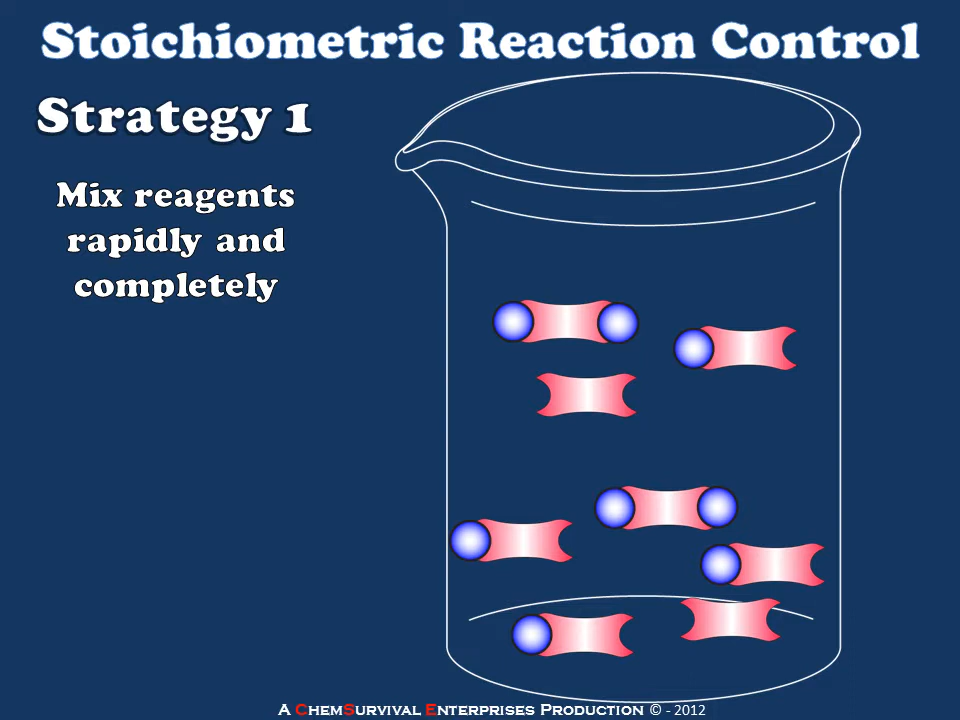 Stoichiometric Reaction Control
Strategy 1
Mix reagents
rapidly and
completely
A ChemSurvival Enterprises Production © - 2012